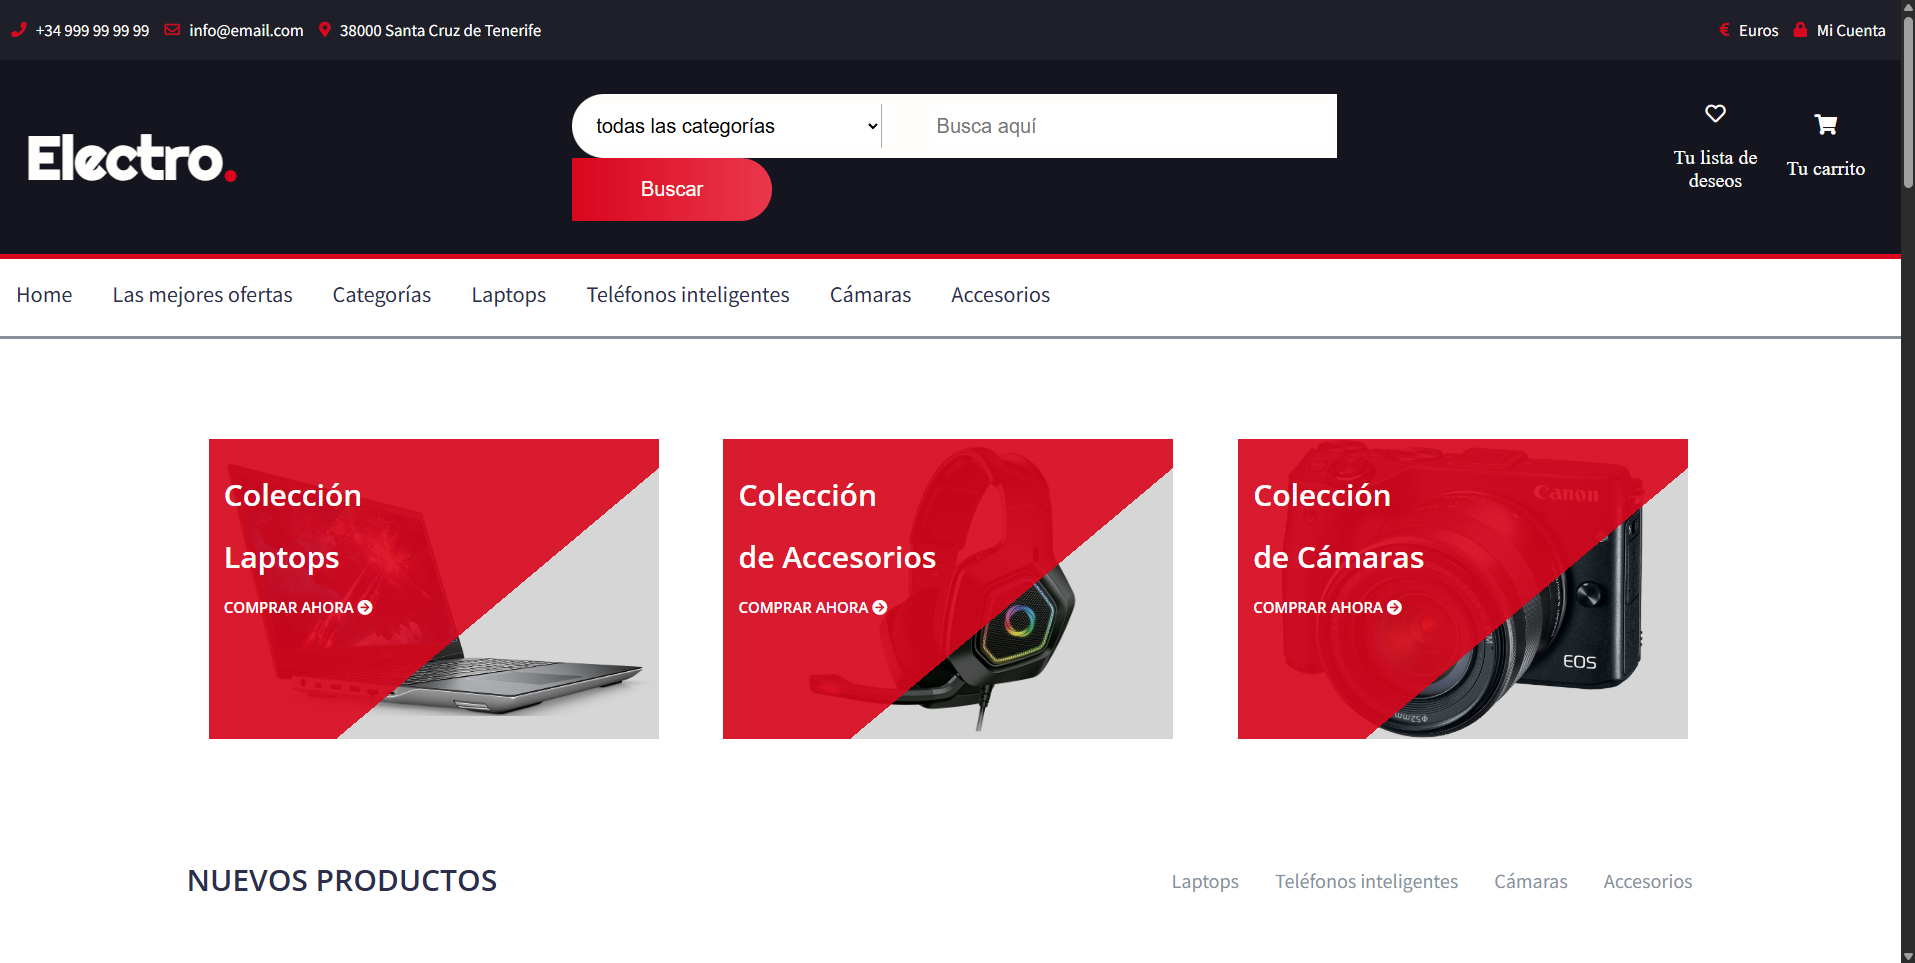 +34 999 99 99 99 info@email.com 38000 Santa Cruz de Tenerife Euros Mi Cuenta
Electro.
todas las categorías Busca aquí
Buscar
Tu lista de
deseos
Tu carrito
Home Las mejores ofertas Categorías Laptops Teléfonos inteligentes Cámaras Accesorios
Colección
Laptops
COMPRAR AHORA
Colección
de Accesorios
COMPRAR AHORA
Colección
de Cámaras
COMPRAR AHORA
Canon
EOS
Φ52mm
NUEVOS PRODUCTOS Laptops Teléfonos inteligentes Cámaras Accesorios